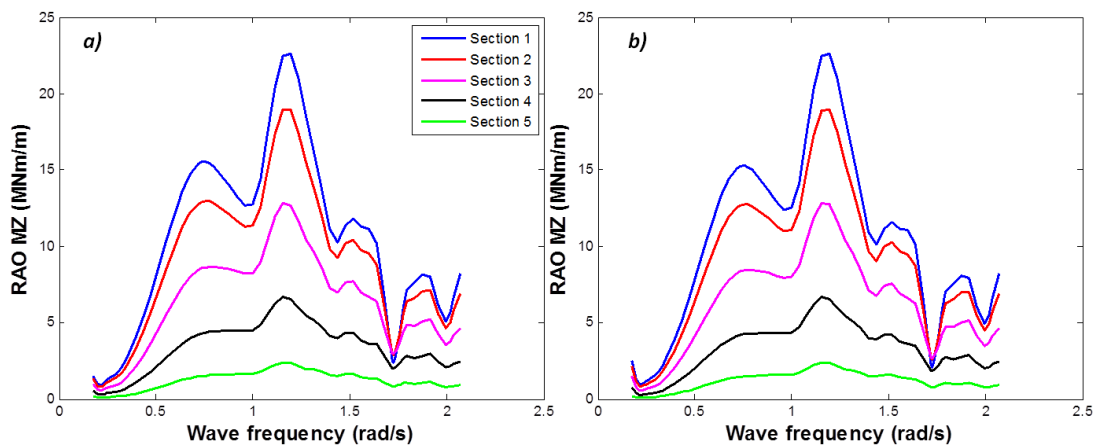 a)
Section 1
Section 2
Section 3
Section 4
Section 5
RAO MZ (MNm/m)
25
20
15
10
5
0
0
0.5
1
1.5
2
2.5
Wave frequency (rad/s)
b)
RAO MZ (MNm/m)
25
20
15
10
5
0
0
0.5
1
1.5
2
2.5
Wave frequency (rad/s)